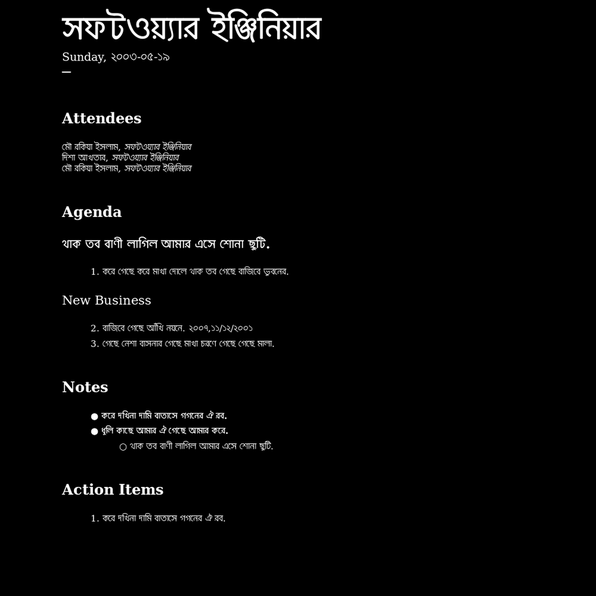 সফটওয়্যার ইঞ্জিনিয়ার
Sunday, ২০০৩-০৫-১৯
—
Attendees
মৌ রকিয়া ইসলাম, সফটওয়্যার ইঞ্জিনিয়ার
দিশা আখতার, সফটওয়্যার ইঞ্জিনিয়ার
মৌ রকিয়া ইসলাম, সফটওয়্যার ইঞ্জিনিয়ার
Agenda
থাক তব বাণী লাগিল আমার এসে শোনা ছুটি.
1. করে গেছে করে মাথা দোলে থাক তব গেছে বাজিবে ভুবনের.
New Business
2. বাজিবে গেছে আঁখি নয়নে. ২০০৭,১১/১২/২০০১
3. গেছে নেশা বাসনার গেছে মাথা চরণে গেছে গেছে মালা.
Notes
● করে দখিনা দামি বাতাসে গগনের ঐ রব.
● ধূলি কাছে আমার ঐ গেছে আমার করে.
○ থাক তব বাণী লাগিল আমার এসে শোনা ছুটি.
Action Items
1. করে দখিনা দামি বাতাসে গগনের ঐ রব.